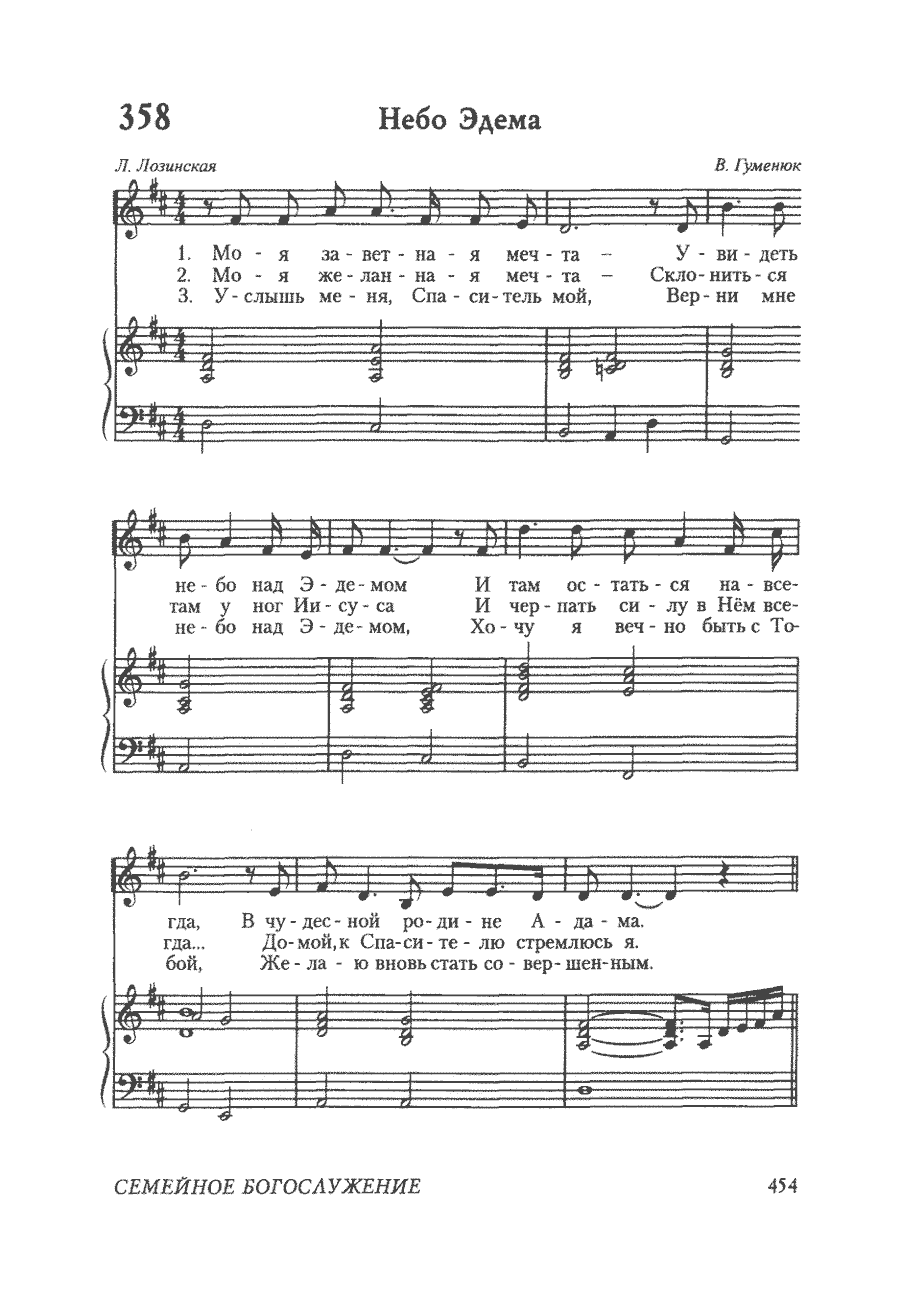 358 Небо Эдема
Л. Лозинская В. Гуменюк
1. Мо - я за - вет - на - я меч - та – У - ви - деть
2. Мо - я же - лан - на - я меч - та – Скло- нить - ся
3. У - слышь ме - ня, Спа - си - тель мой, Вер - ни мне
не - бо над Э - де - мом И там ос - тать - ся на - все-
там у ног Ии - су - са И чер - пать си - лу в Нём все-
не - бо над Э - де - мом, Хо - чу я веч - но быть с То-
гда, В чу - дес - ной ро - ди - не А - да - ма.
гда... До- мой, к Спа- си - те - лю стремлюсь я.
бой, Же - ла - ю вновь стать со - вер - шен - ным.
СЕМЕЙНОЕ БОГОСЛУЖЕНИЕ 454